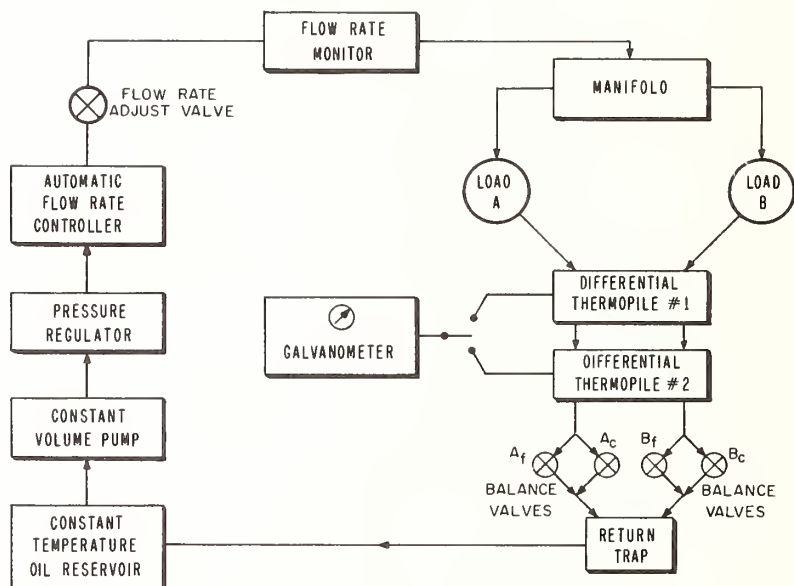 FLOW RATE
MONITOR
MANIFOLO
FLOW RATE
ADJUST VALVE
AUTOMATIC
FLOW RATE
CONTROLLER
LOAD
A
LOAD
B
PRESSURE
REGULATOR
GALVANOMETER
DIFFERENTIAL
THERMOPILE #1
OIFFERENTIAL
THERMOPILE #2
CONSTANT
VOLUME PUMP
Af
Ac
Bf
Bc
BALANCE
VALVES
BALANCE
VALVES
CONSTANT
TEMPERATURE
OIL RESERVOIR
RETURN
TRAP